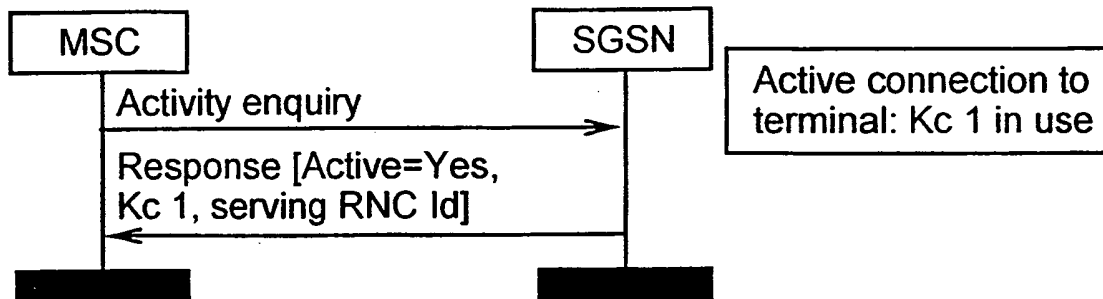 MSC
SGSN
Active connection to
terminal: Kc 1 in use
Activity enquiry
Response [Active=Yes,
Kc 1, serving RNC Id]